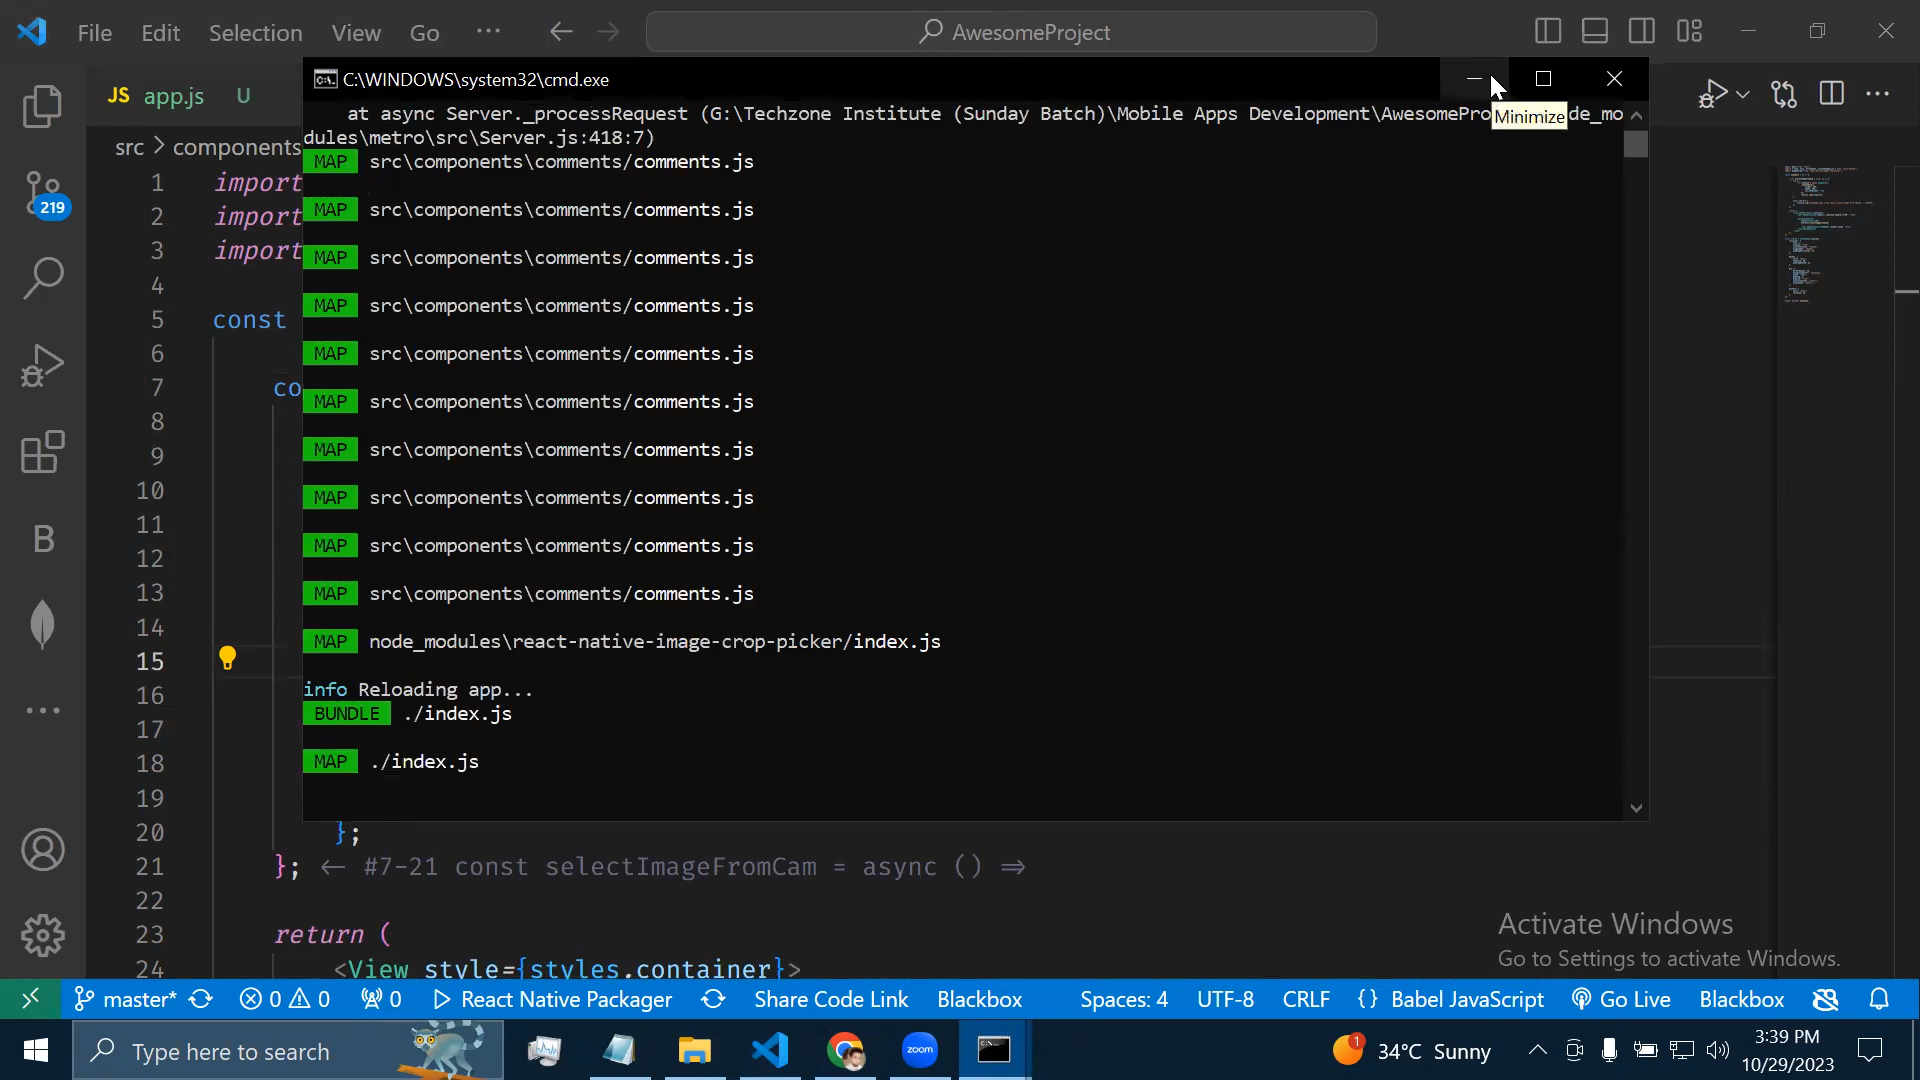 File Edit Selection View Go ··· AwesomeProject
JS app.js U
C:\WINDOWS\system32\cmd.exe
Minimize
at async Server._processRequest (G:\Techzone Institute (Sunday Batch)\Mobile Apps Development\AwesomePro de_mo
dules\metro\src\Server.js:418:7)
MAP src\components\comments/comments.js
MAP src\components\comments/comments.js
MAP src\components\comments/comments.js
MAP src\components\comments/comments.js
MAP src\components\comments/comments.js
MAP src\components\comments/comments.js
MAP src\components\comments/comments.js
MAP src\components\comments/comments.js
MAP src\components\comments/comments.js
MAP src\components\comments/comments.js
MAP node_modules\react-native-image-crop-picker/index.js
info Reloading app...
BUNDLE ./index.js
MAP ./index.js
src > components
1 import
2 import
3 import
4
5 const
6
7 co
8
9
10
11
12
13
14
15
16
17
18
19
20 };
21 }; ← #7-21 const selectImageFromCam = async () ⇒
22
23 return (
24 <View style={styles.container}>
219
B
Activate Windows
Go to Settings to activate Windows.
master* 0 0 0 React Native Packager Share Code Link Blackbox Spaces: 4 UTF-8 CRLF {} Babel JavaScript Go Live Blackbox
Type here to search zoom 1 34°C Sunny 3:39 PM
10/29/2023